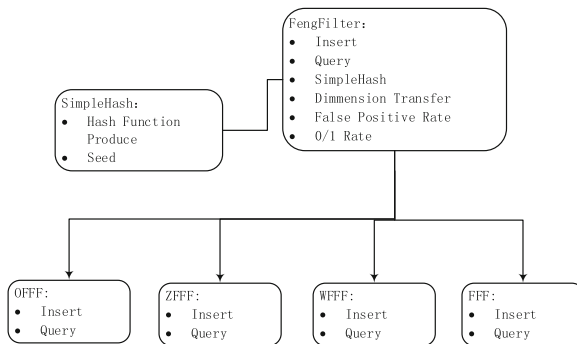 FengFilter:
● Insert
● Query
● SimpleHash
● Dimmension Transfer
● False Positive Rate
● 0/1 Rate
SimpleHash:
● Hash Function
Produce
● Seed
OFFF:
● Insert
● Query
ZFFF:
● Insert
● Query
WFFF:
● Insert
● Query
FFF:
● Insert
● Query